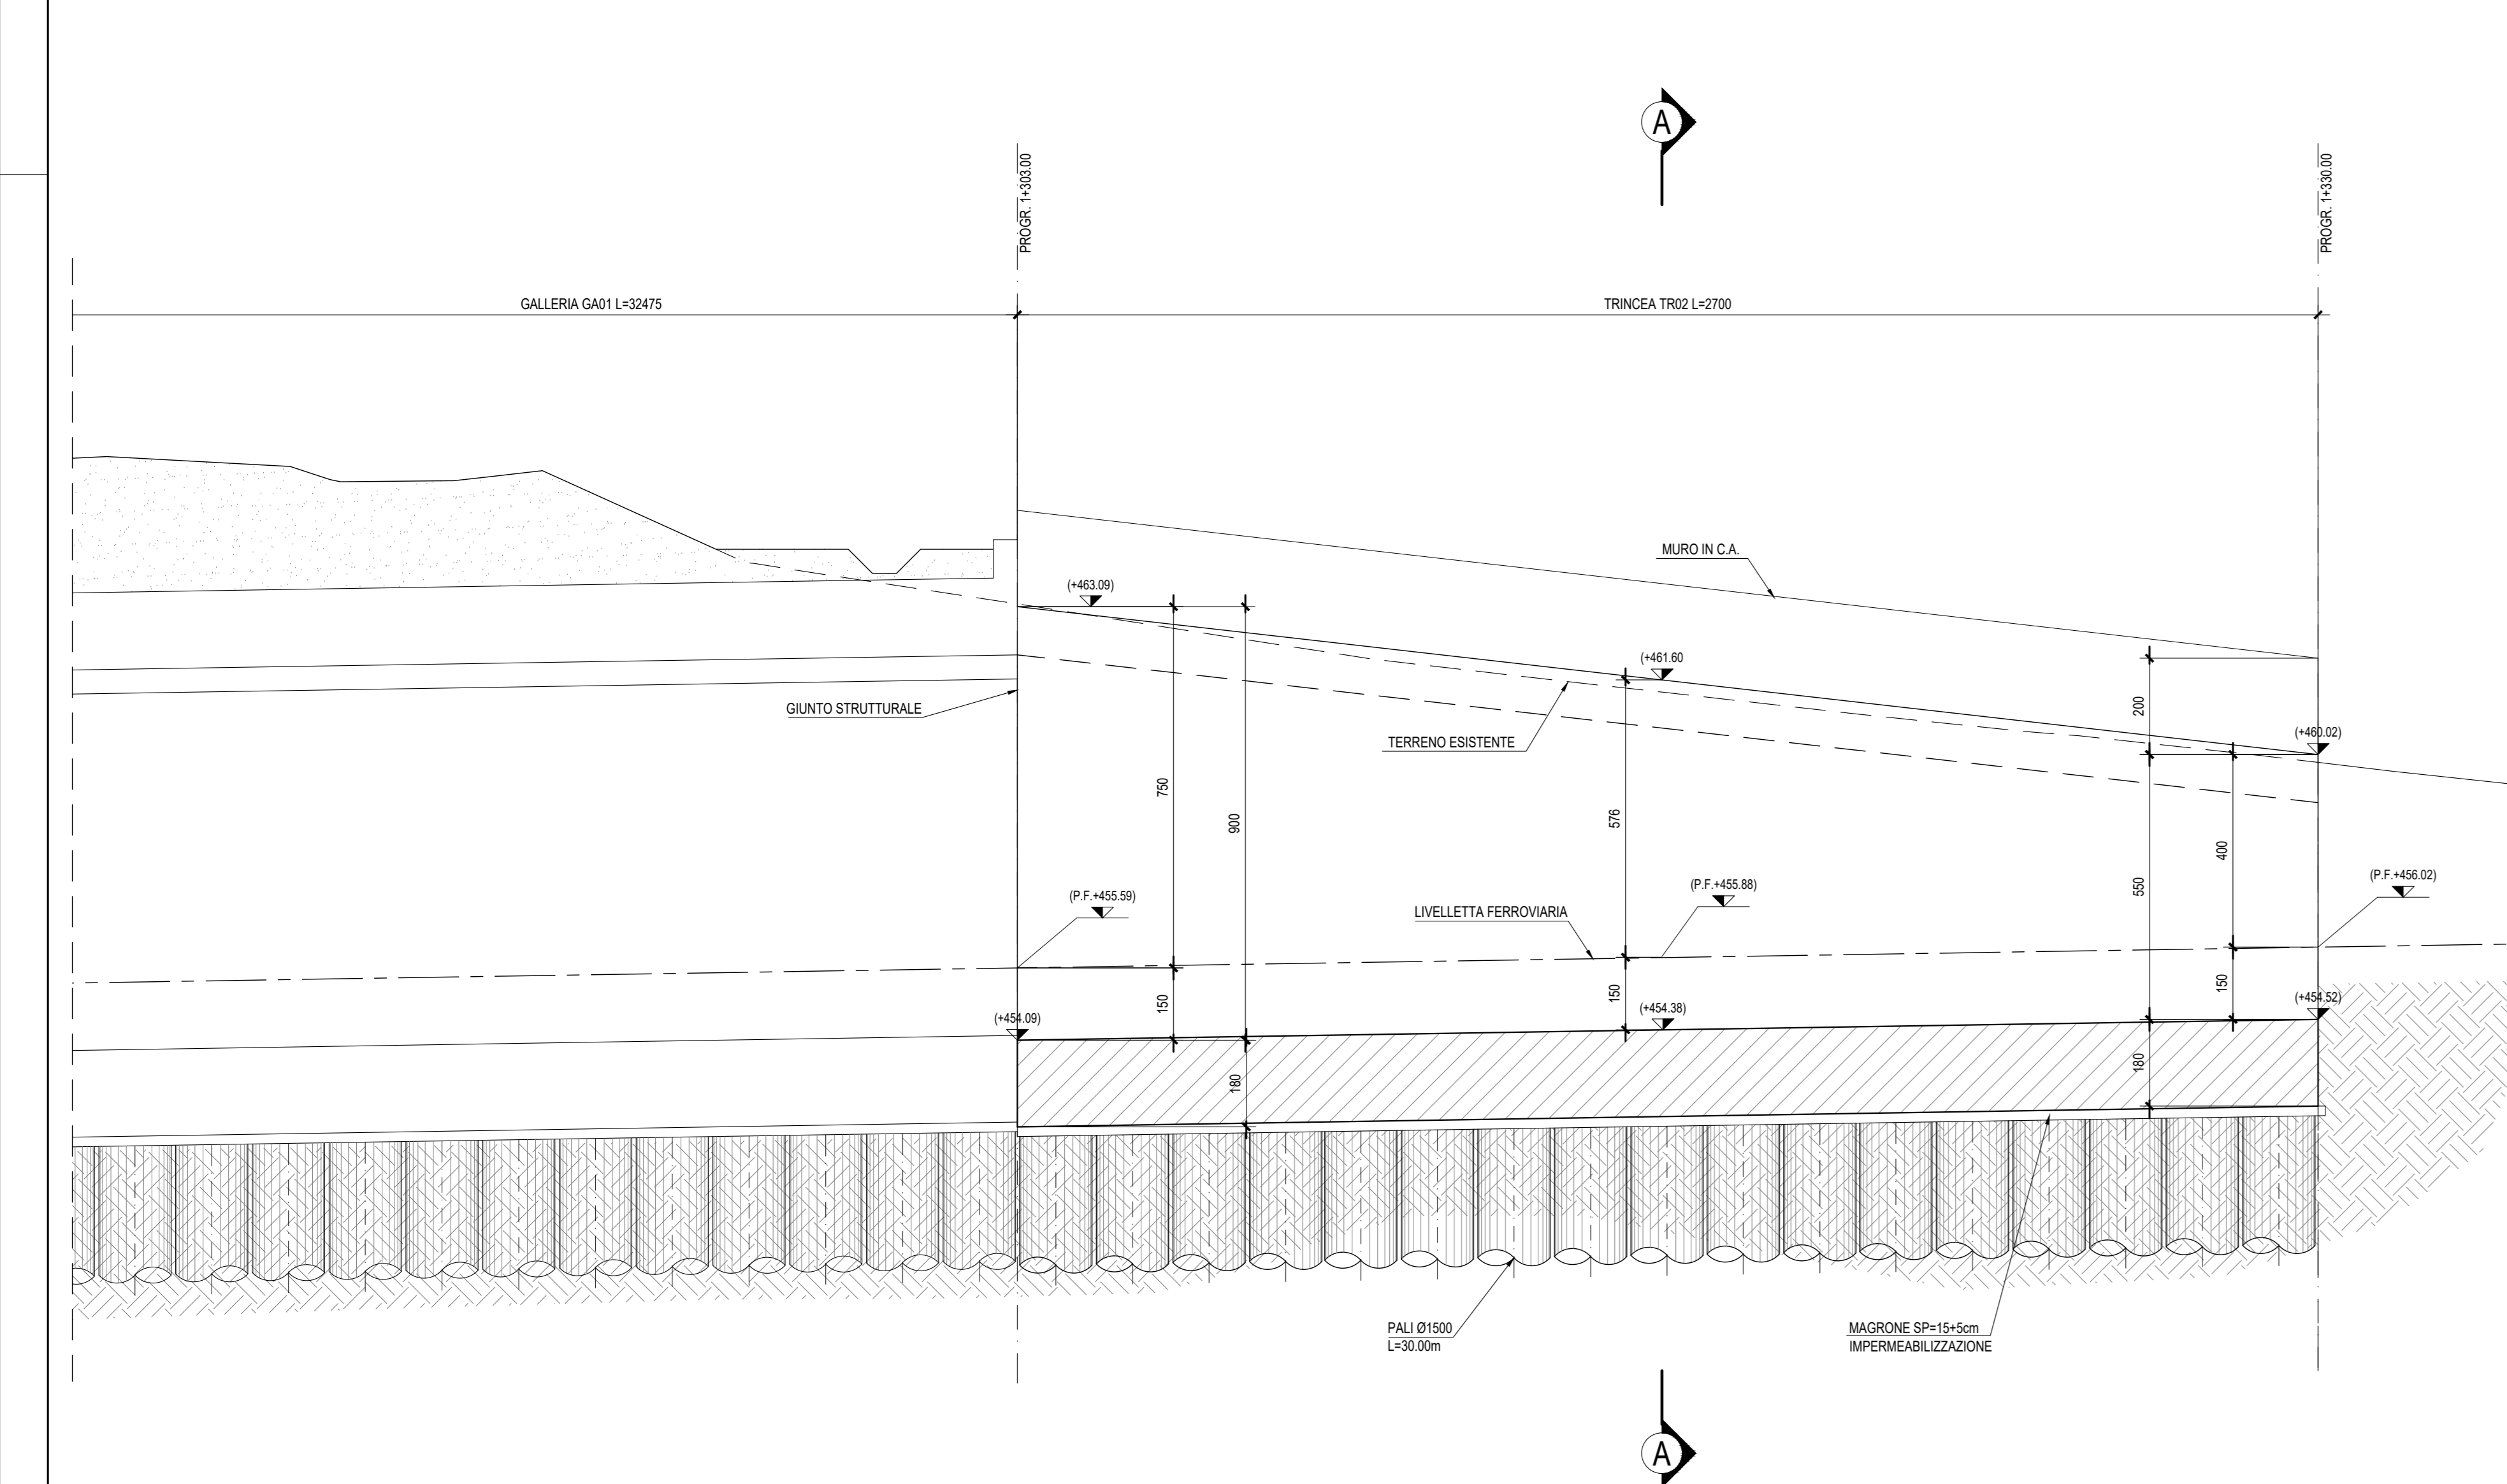 A
PROGR. 1+303.00
PROGR. 1+330.00
GALLERIA GA01 L=32475
TRINCEA TR02 L=2700
MURO IN C.A.
(+463.09)
(+461.60
GIUNTO STRUTTURALE
200
TERRENO ESISTENTE
(+460.02)
750
900
576
400
550
(P.F.+455.59)
(P.F.+455.88)
(P.F.+456.02)
LIVELLETTA FERROVIARIA
150
150
150
(+454.09)
(+454.38)
(+454.52)
180
180
PALI Ø1500
L=30.00m
MAGRONE SP=15+5cm
IMPERMEABILIZZAZIONE
A